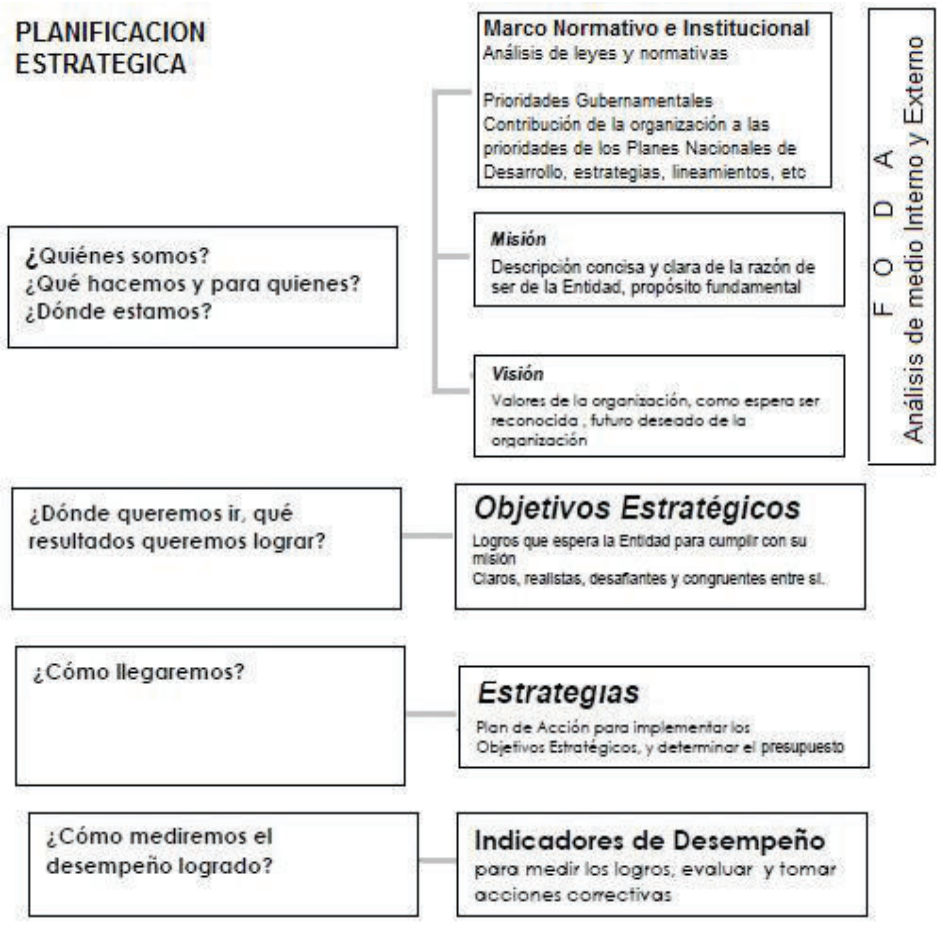 PLANIFICACION
ESTRATEGICA
Marco Normativo e Institucional
Análisis de leyes y normativas
Prioridades Gubernamentales
Contribución de la organización a las
prioridades de los Planes Nacionales de
Desarrollo, estrategias, lineamientos, etc
F O D A
Análisis de medio Interno y Externo
¿Quiénes somos?
¿Qué hacemos y para quienes?
¿Dónde estamos?
Misión
Descripción concisa y clara de la razón de
ser de la Entidad, propósito fundamental
Visión
Valores de la organización, como espera ser
reconocida , futuro deseado de la
organización
¿Dónde queremos ir, qué
resultados queremos lograr?
Objetivos Estratégicos
Logros que espera la Entidad para cumplir con su
misión
Claros, realistas, desafiantes y congruentes entre sí.
¿Cómo llegaremos?
Estrategias
Plan de Acción para implementar los
Objetivos Estratégicos, y determinar el presupuesto
¿Cómo mediremos el
desempeño logrado?
Indicadores de Desempeño
para medir los logros, evaluar y tomar
acciones correctivas